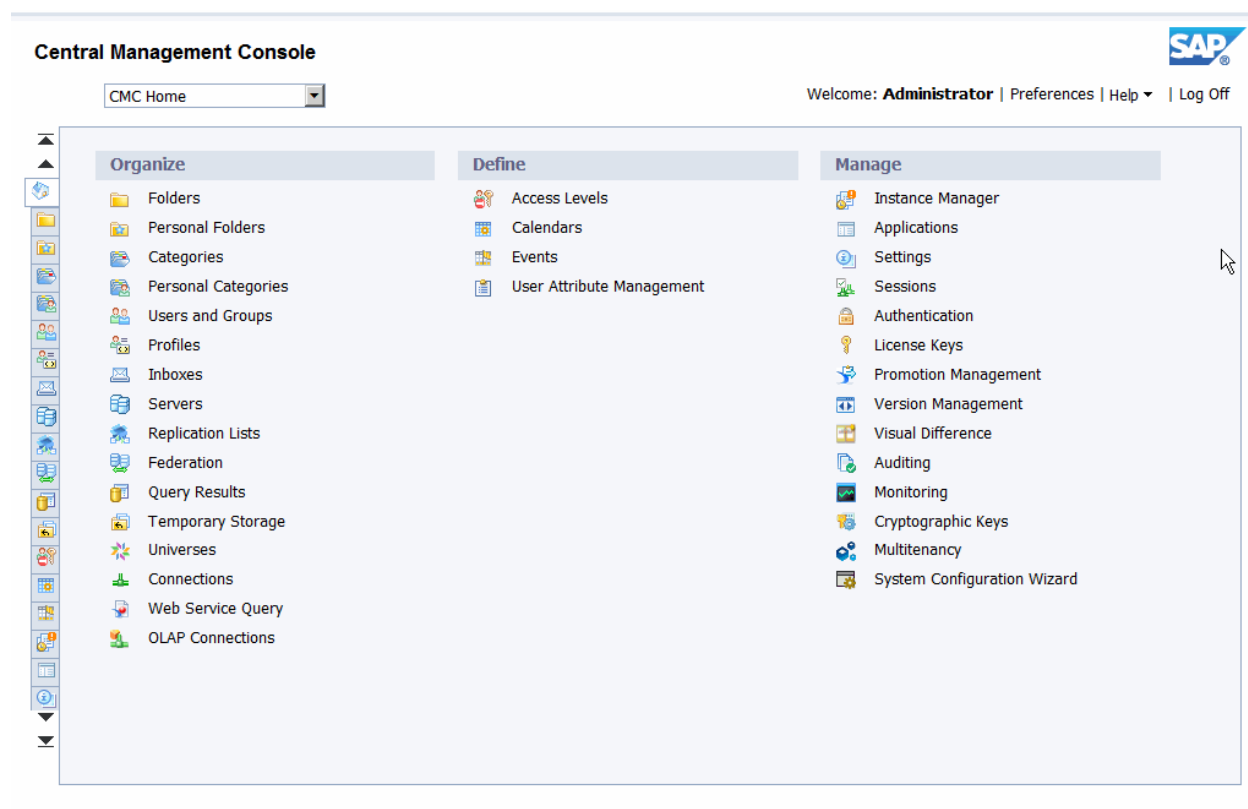 Central Management Console
SAP®
CMC Home
Welcome: Administrator | Preferences | Help | Log Off
Organize
Folders
Personal Folders
Categories
Personal Categories
Users and Groups
Profiles
Inboxes
Servers
Replication Lists
Federation
Query Results
Temporary Storage
Universes
Connections
Web Service Query
OLAP Connections
Define
Access Levels
Calendars
Events
User Attribute Management
Manage
Instance Manager
Applications
Settings
Sessions
Authentication
License Keys
Promotion Management
Version Management
Visual Difference
Auditing
Monitoring
Cryptographic Keys
Multitenancy
System Configuration Wizard